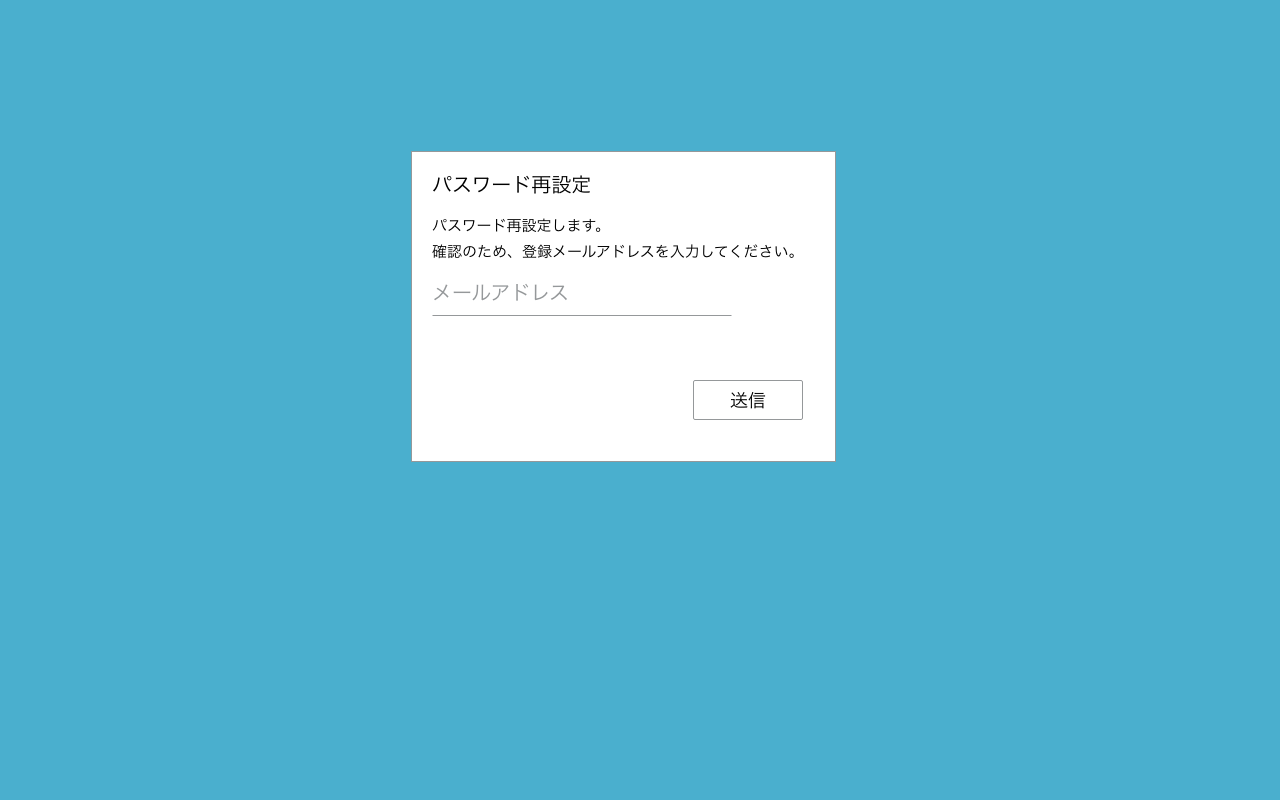 パスワード再設定
パスワード再設定します。
確認のため、登録メールアドレスを入力してください。
メールアドレス
送信